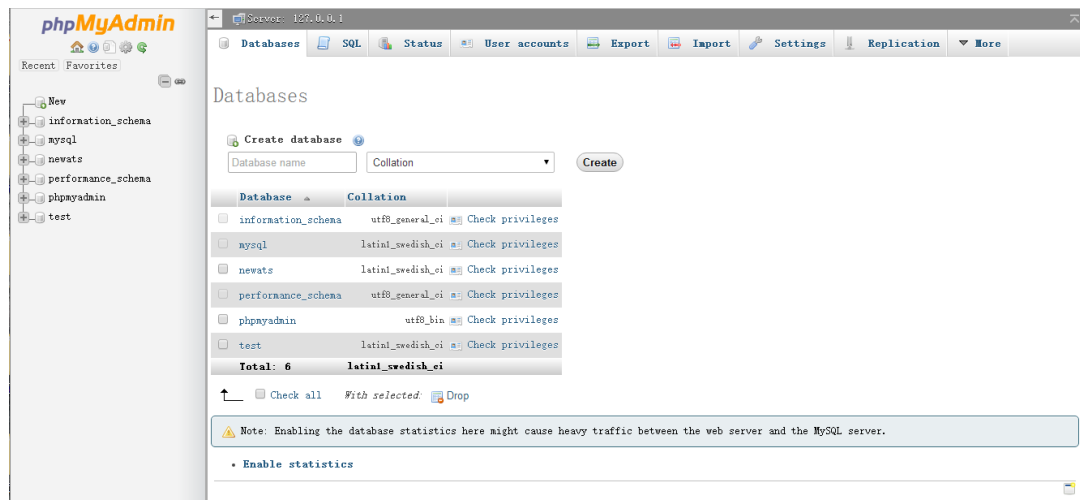 phpMyAdmin
Recent Favorites
New
information_schema
mysql
newats
performance_schema
phpmyadmin
test
Server: 127.0.0.1
Databases SQL Status User accounts Export Import Settings Replication More
Databases
Create database
Database name Collation Create
Database Collation
information_schema utf8_general_ci Check privileges
mysql latin1_swedish_ci Check privileges
newats latin1_swedish_ci Check privileges
performance_schema utf8_general_ci Check privileges
phpmyadmin utf8_bin Check privileges
test latin1_swedish_ci Check privileges
Total: 6 latin1_swedish_ci
Check all With selected: Drop
Note: Enabling the database statistics here might cause heavy traffic between the web server and the MySQL server.
Enable statistics